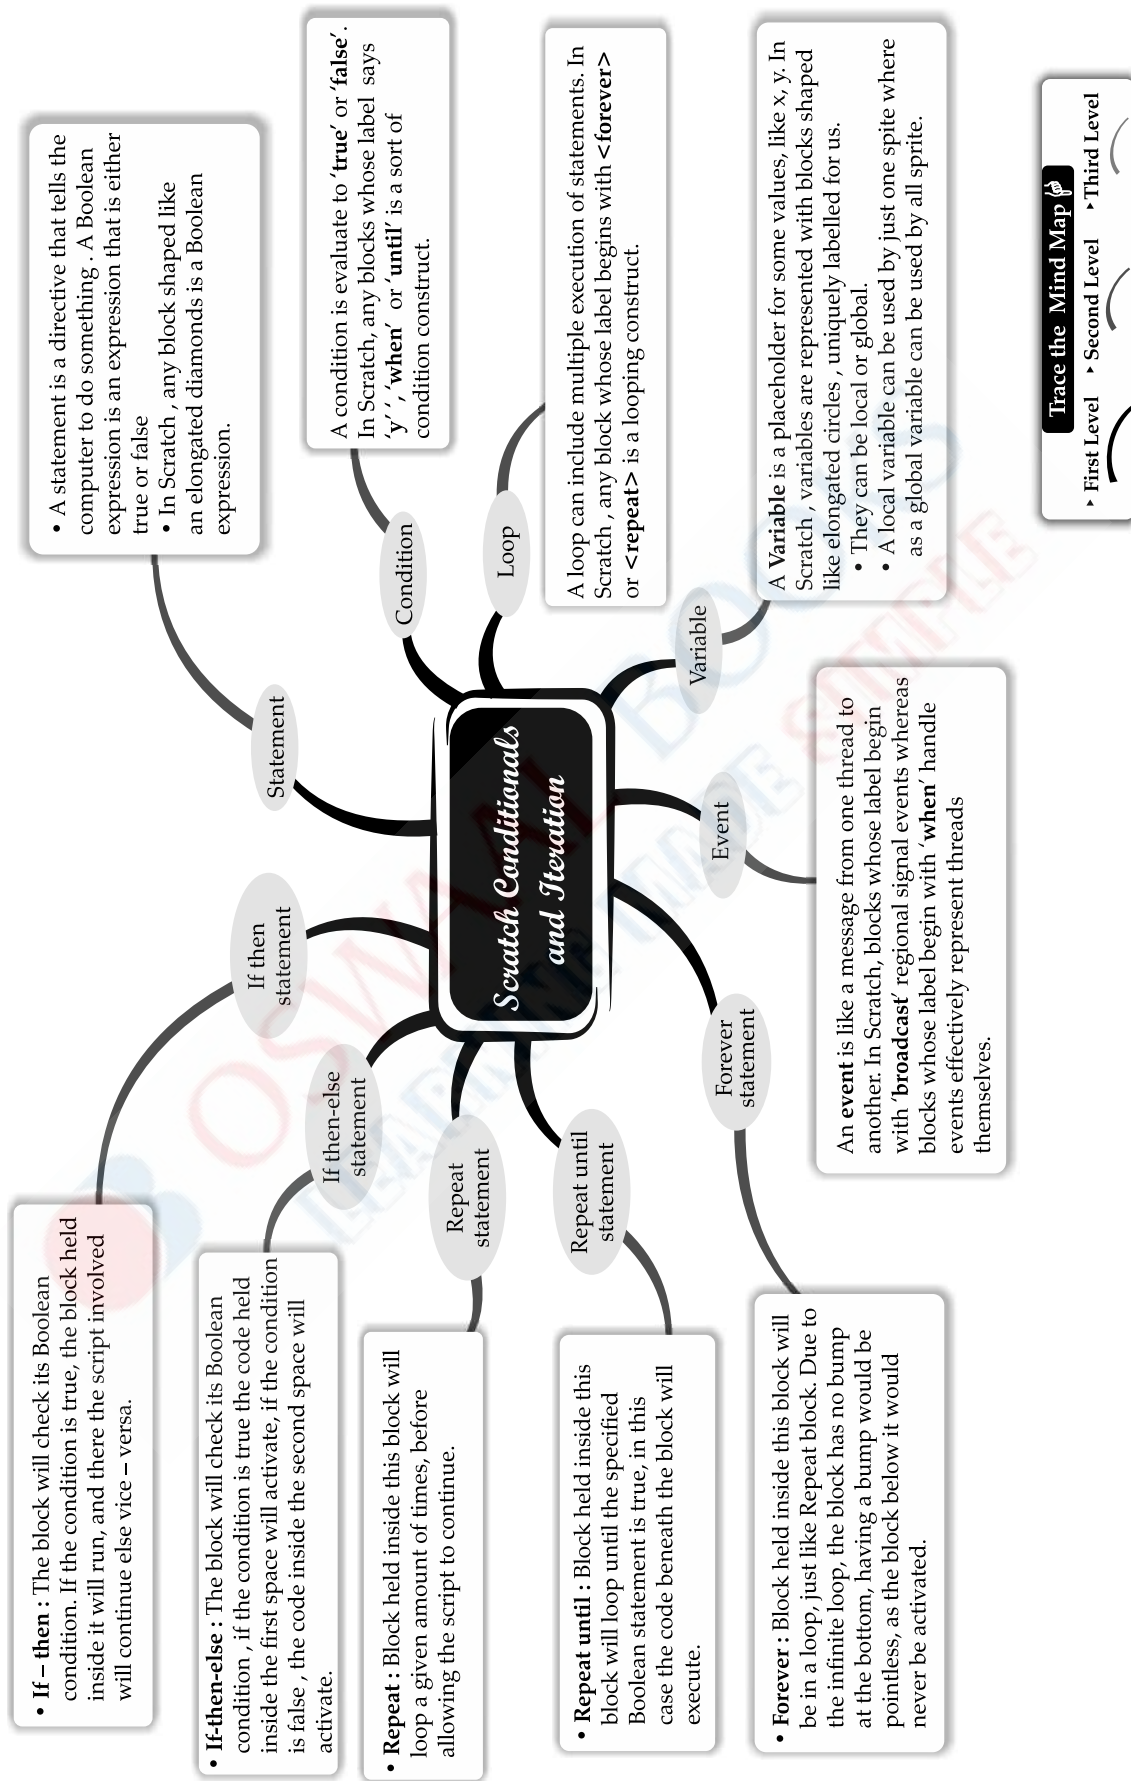 Scratch Conditionals
and Iteration
Statement
• A statement is a directive that tells the
computer to do something . A Boolean
expression is an expression that is either
true or false
• In Scratch , any block shaped like
an elongated diamonds is a Boolean
expression.
Condition
A condition is evaluate to ‘true’ or ‘false’.
In Scratch, any blocks whose label says
‘y’ ‘,‘when’ or ‘until’ is a sort of
condition construct.
Loop
A loop can include multiple execution of statements. In
Scratch , any block whose label begins with <forever>
or <repeat> is a looping construct.
Variable
A Variable is a placeholder for some values, like x, y. In
Scratch , variables are represented with blocks shaped
like elongated circles , uniquely labelled for us.
• They can be local or global.
• A local variable can be used by just one spite where
as a global variable can be used by all sprite.
Event
An event is like a message from one thread to
another. In Scratch, blocks whose label begin
with ‘broadcast’ regional signal events whereas
blocks whose label begin with ‘when’ handle
events effectively represent threads
themselves.
Forever
statement
• Forever : Block held inside this block will
be in a loop, just like Repeat block. Due to
the infinite loop, the block has no bump
at the bottom, having a bump would be
pointless, as the block below it would
never be activated.
Repeat until
statement
• Repeat until : Block held inside this
block will loop until the specified
Boolean statement is true, in this
case the code beneath the block will
execute.
Repeat
statement
• Repeat : Block held inside this block will
loop a given amount of times, before
allowing the script to continue.
If then-else
statement
• If-then-else : The block will check its Boolean
condition , if the condition is true the code held
inside the first space will activate, if the condition
is false , the code inside the second space will
activate.
If then
statement
• If – then : The block will check its Boolean
condition. If the condition is true, the block held
inside it will run, and there the script involved
will continue else vice – versa.
Trace the Mind Map
▸ First Level ▸ Second Level ▸Third Level
OSWAAL BOOKS
LEARNING MADE SIMPLE